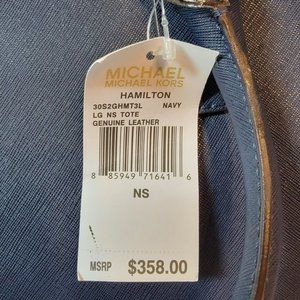 MICHAEL
MICHAEL KORS
HAMILTON
30S2GHMT3L NAVY
LG NS TOTE
GENUINE LEATHER
8 85949 71641 6
NS
MSRP $358.00